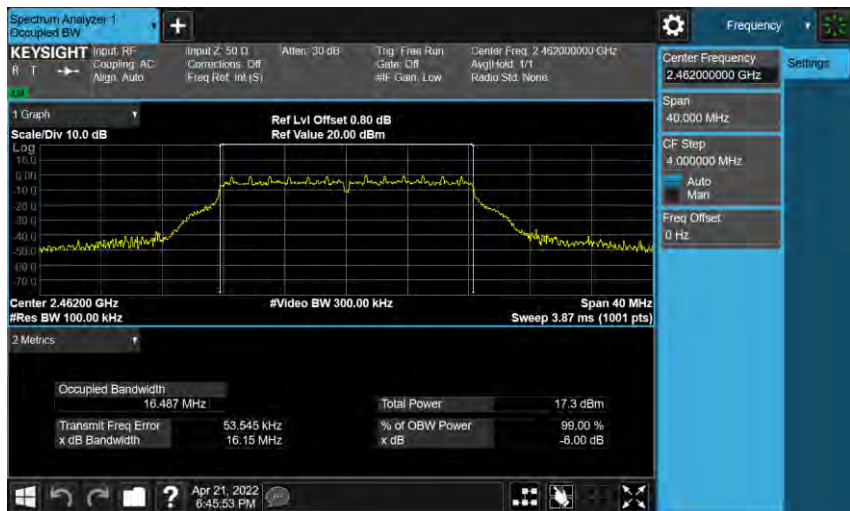 Spectrum Analyzer 1
Occupied BW
+
Frequency
KEYSIGHT
R T
Input: RF
Coupling: AC
Align: Auto
Input Z: 50 Ω
Corrections: Off
Freq Ref: Int (S)
Atten: 30 dB
Trig: Free Run
Gate: Off
#IF Gain: Low
Center Freq: 2.462000000 GHz
Avg|Hold: 1/1
Radio Std: None
Center Frequency
2.462000000 GHz
Settings
Span
40.000 MHz
CF Step
4.000000 MHz
Auto
Man
Freq Offset
0 Hz
1 Graph
Scale/Div 10.0 dB
Ref Lvl Offset 0.80 dB
Ref Value 20.00 dBm
Log
10.0
0.00
-10.0
-20.0
-30.0
-40.0
-50.0
-60.0
-70.0
Center 2.46200 GHz
#Res BW 100.00 kHz
#Video BW 300.00 kHz
Span 40 MHz
Sweep 3.87 ms (1001 pts)
2 Metrics
Occupied Bandwidth
16.487 MHz
Total Power 17.3 dBm
Transmit Freq Error 53.545 kHz
% of OBW Power 99.00 %
x dB Bandwidth 16.15 MHz
x dB -6.00 dB
?
Apr 21, 2022
6:45:53 PM